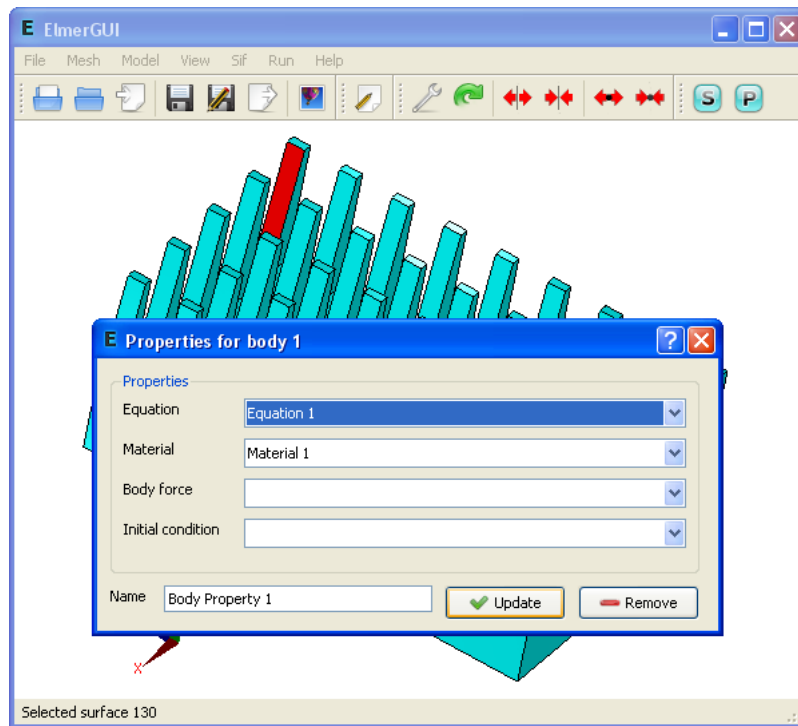 E ElmerGUI
File Mesh Model View Sif Run Help
S P
E Properties for body 1
Properties
Equation Equation 1
Material Material 1
Body force
Initial condition
Name Body Property 1 Update Remove
X
Selected surface 130